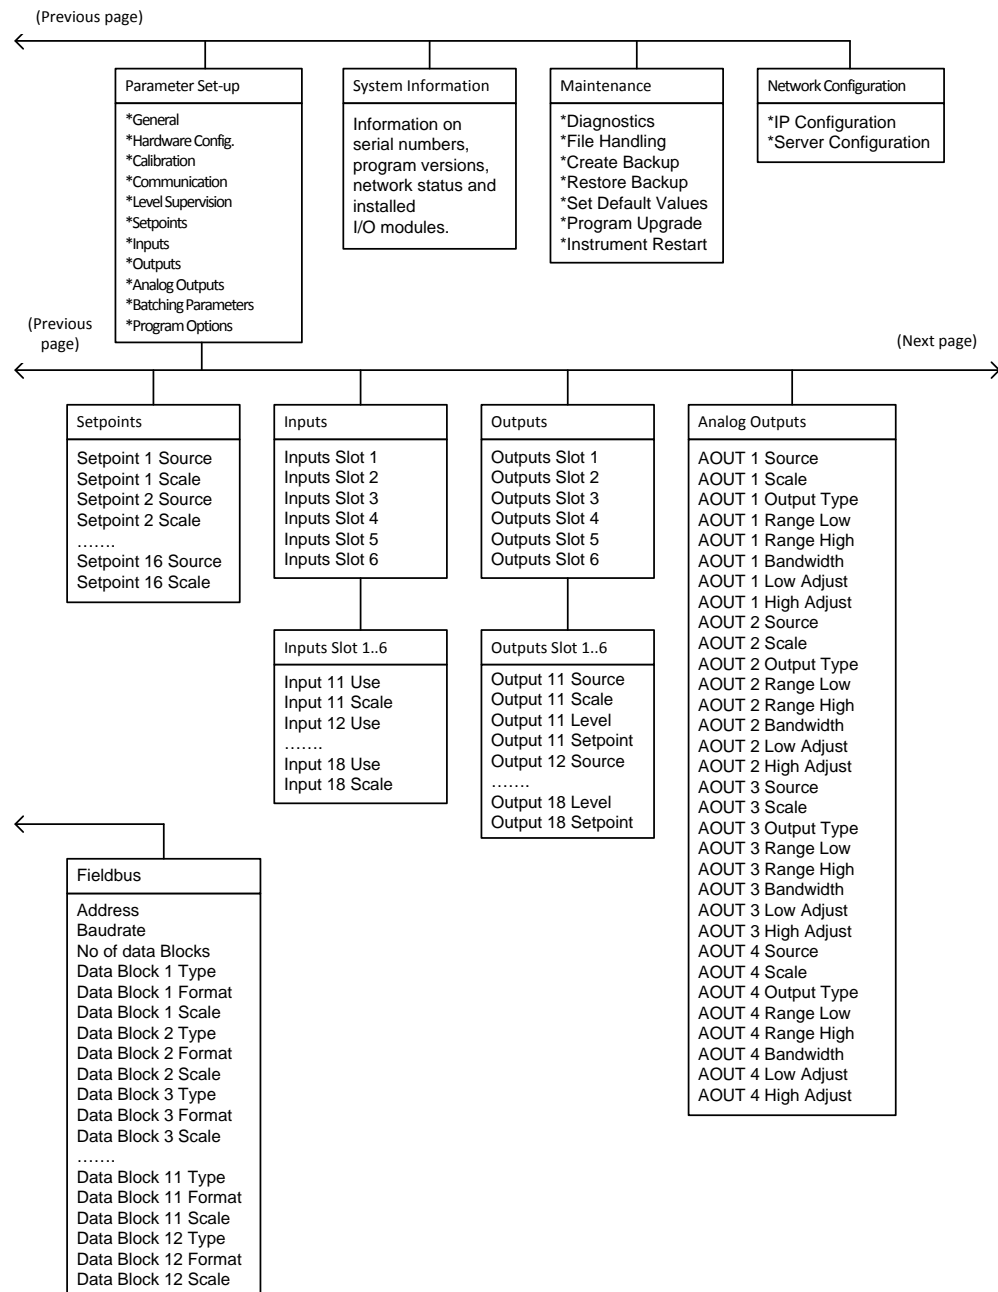 (Previous page)
Parameter Set-up
*General
*Hardware Config.
*Calibration
*Communication
*Level Supervision
*Setpoints
*Inputs
*Outputs
*Analog Outputs
*Batching Parameters
*Program Options
System Information
Information on
serial numbers,
program versions,
network status and
installed
I/O modules.
Maintenance
*Diagnostics
*File Handling
*Create Backup
*Restore Backup
*Set Default Values
*Program Upgrade
*Instrument Restart
Network Configuration
*IP Configuration
*Server Configuration
(Previous
page)
(Next page)
Setpoints
Setpoint 1 Source
Setpoint 1 Scale
Setpoint 2 Source
Setpoint 2 Scale
…….
Setpoint 16 Source
Setpoint 16 Scale
Inputs
Inputs Slot 1
Inputs Slot 2
Inputs Slot 3
Inputs Slot 4
Inputs Slot 5
Inputs Slot 6
Inputs Slot 1..6
Input 11 Use
Input 11 Scale
Input 12 Use
…….
Input 18 Use
Input 18 Scale
Outputs
Outputs Slot 1
Outputs Slot 2
Outputs Slot 3
Outputs Slot 4
Outputs Slot 5
Outputs Slot 6
Outputs Slot 1..6
Output 11 Source
Output 11 Scale
Output 11 Level
Output 11 Setpoint
Output 12 Source
…….
Output 18 Level
Output 18 Setpoint
Analog Outputs
AOUT 1 Source
AOUT 1 Scale
AOUT 1 Output Type
AOUT 1 Range Low
AOUT 1 Range High
AOUT 1 Bandwidth
AOUT 1 Low Adjust
AOUT 1 High Adjust
AOUT 2 Source
AOUT 2 Scale
AOUT 2 Output Type
AOUT 2 Range Low
AOUT 2 Range High
AOUT 2 Bandwidth
AOUT 2 Low Adjust
AOUT 2 High Adjust
AOUT 3 Source
AOUT 3 Scale
AOUT 3 Output Type
AOUT 3 Range Low
AOUT 3 Range High
AOUT 3 Bandwidth
AOUT 3 Low Adjust
AOUT 3 High Adjust
AOUT 4 Source
AOUT 4 Scale
AOUT 4 Output Type
AOUT 4 Range Low
AOUT 4 Range High
AOUT 4 Bandwidth
AOUT 4 Low Adjust
AOUT 4 High Adjust
Fieldbus
Address
Baudrate
No of data Blocks
Data Block 1 Type
Data Block 1 Format
Data Block 1 Scale
Data Block 2 Type
Data Block 2 Format
Data Block 2 Scale
Data Block 3 Type
Data Block 3 Format
Data Block 3 Scale
…….
Data Block 11 Type
Data Block 11 Format
Data Block 11 Scale
Data Block 12 Type
Data Block 12 Format
Data Block 12 Scale